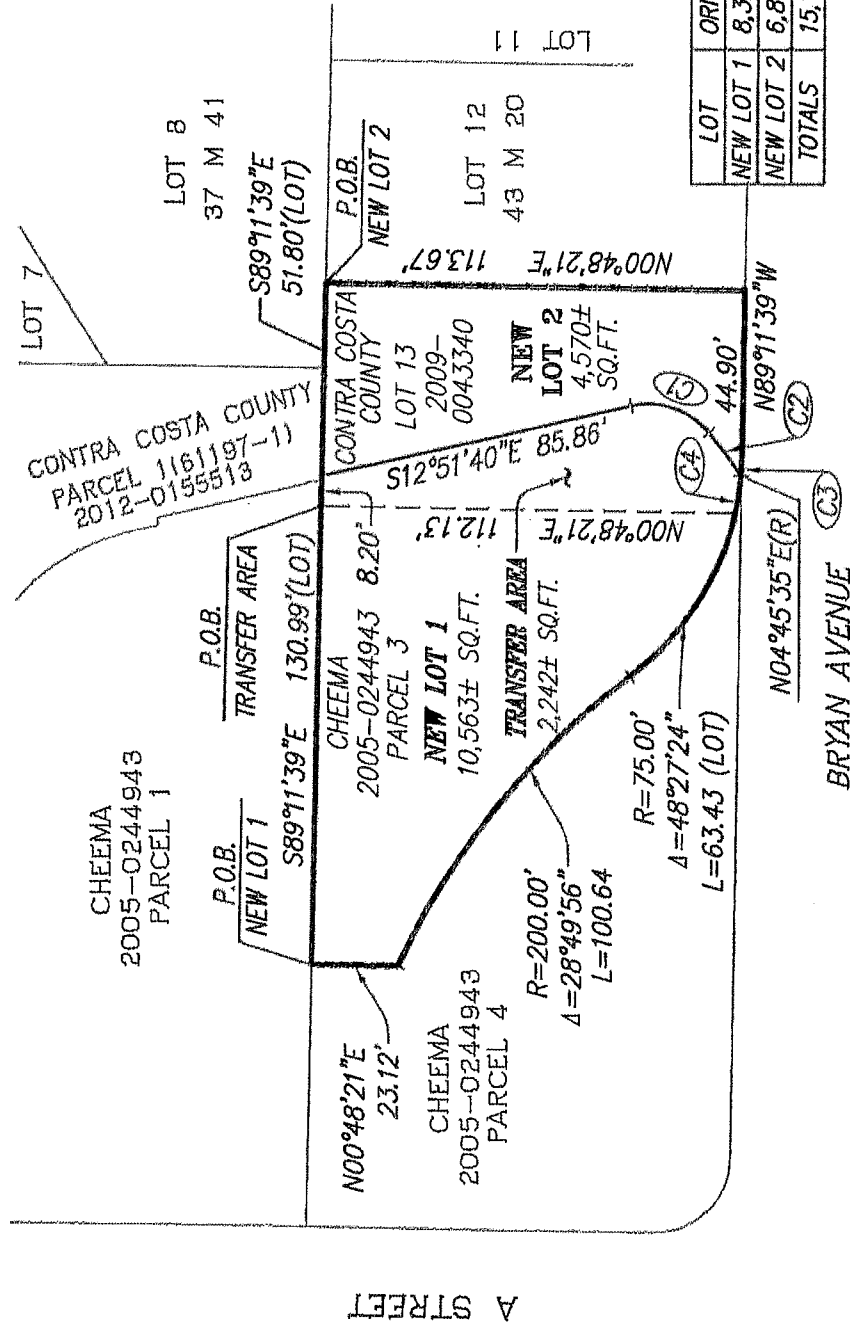 LOT 7
LOT 8
37 M 41
LOT 11
LOT 12
43 M 20
CONTRA COSTA COUNTY
PARCEL 1(61197-1)
2012-0155513
S89°11'39"E
51.80'(LOT)
P.O.B.
NEW LOT 2
CHEEMA
2005-0244943
PARCEL 1
P.O.B.
NEW LOT 1
P.O.B.
TRANSFER AREA
S89°11'39"E 130.99'(LOT)
8.20'
CONTRA COSTA
COUNTY
LOT 13
2009-
0043340
NEW
LOT 2
4,570±
SQ.FT.
N00°48'21"E 113.67'
S12°51'40"E 85.86'
N00°48'21"E 112.13'
CHEEMA
2005-0244943
PARCEL 3
NEW LOT 1
10,563± SQ.FT.
TRANSFER AREA
2,242± SQ.FT.
N00°48'21"E
23.12'
CHEEMA
2005-0244943
PARCEL 4
R=200.00'
Δ=28°49'56"
L=100.64
R=75.00'
Δ=48°27'24"
L=63.43 (LOT)
C1
C2
C3
C4
44.90'
N89°11'39"W
N04°45'35"E(R)
BRYAN AVENUE
A STREET
LOT ORI
NEW LOT 1 8,3
NEW LOT 2 6,8
TOTALS 15,